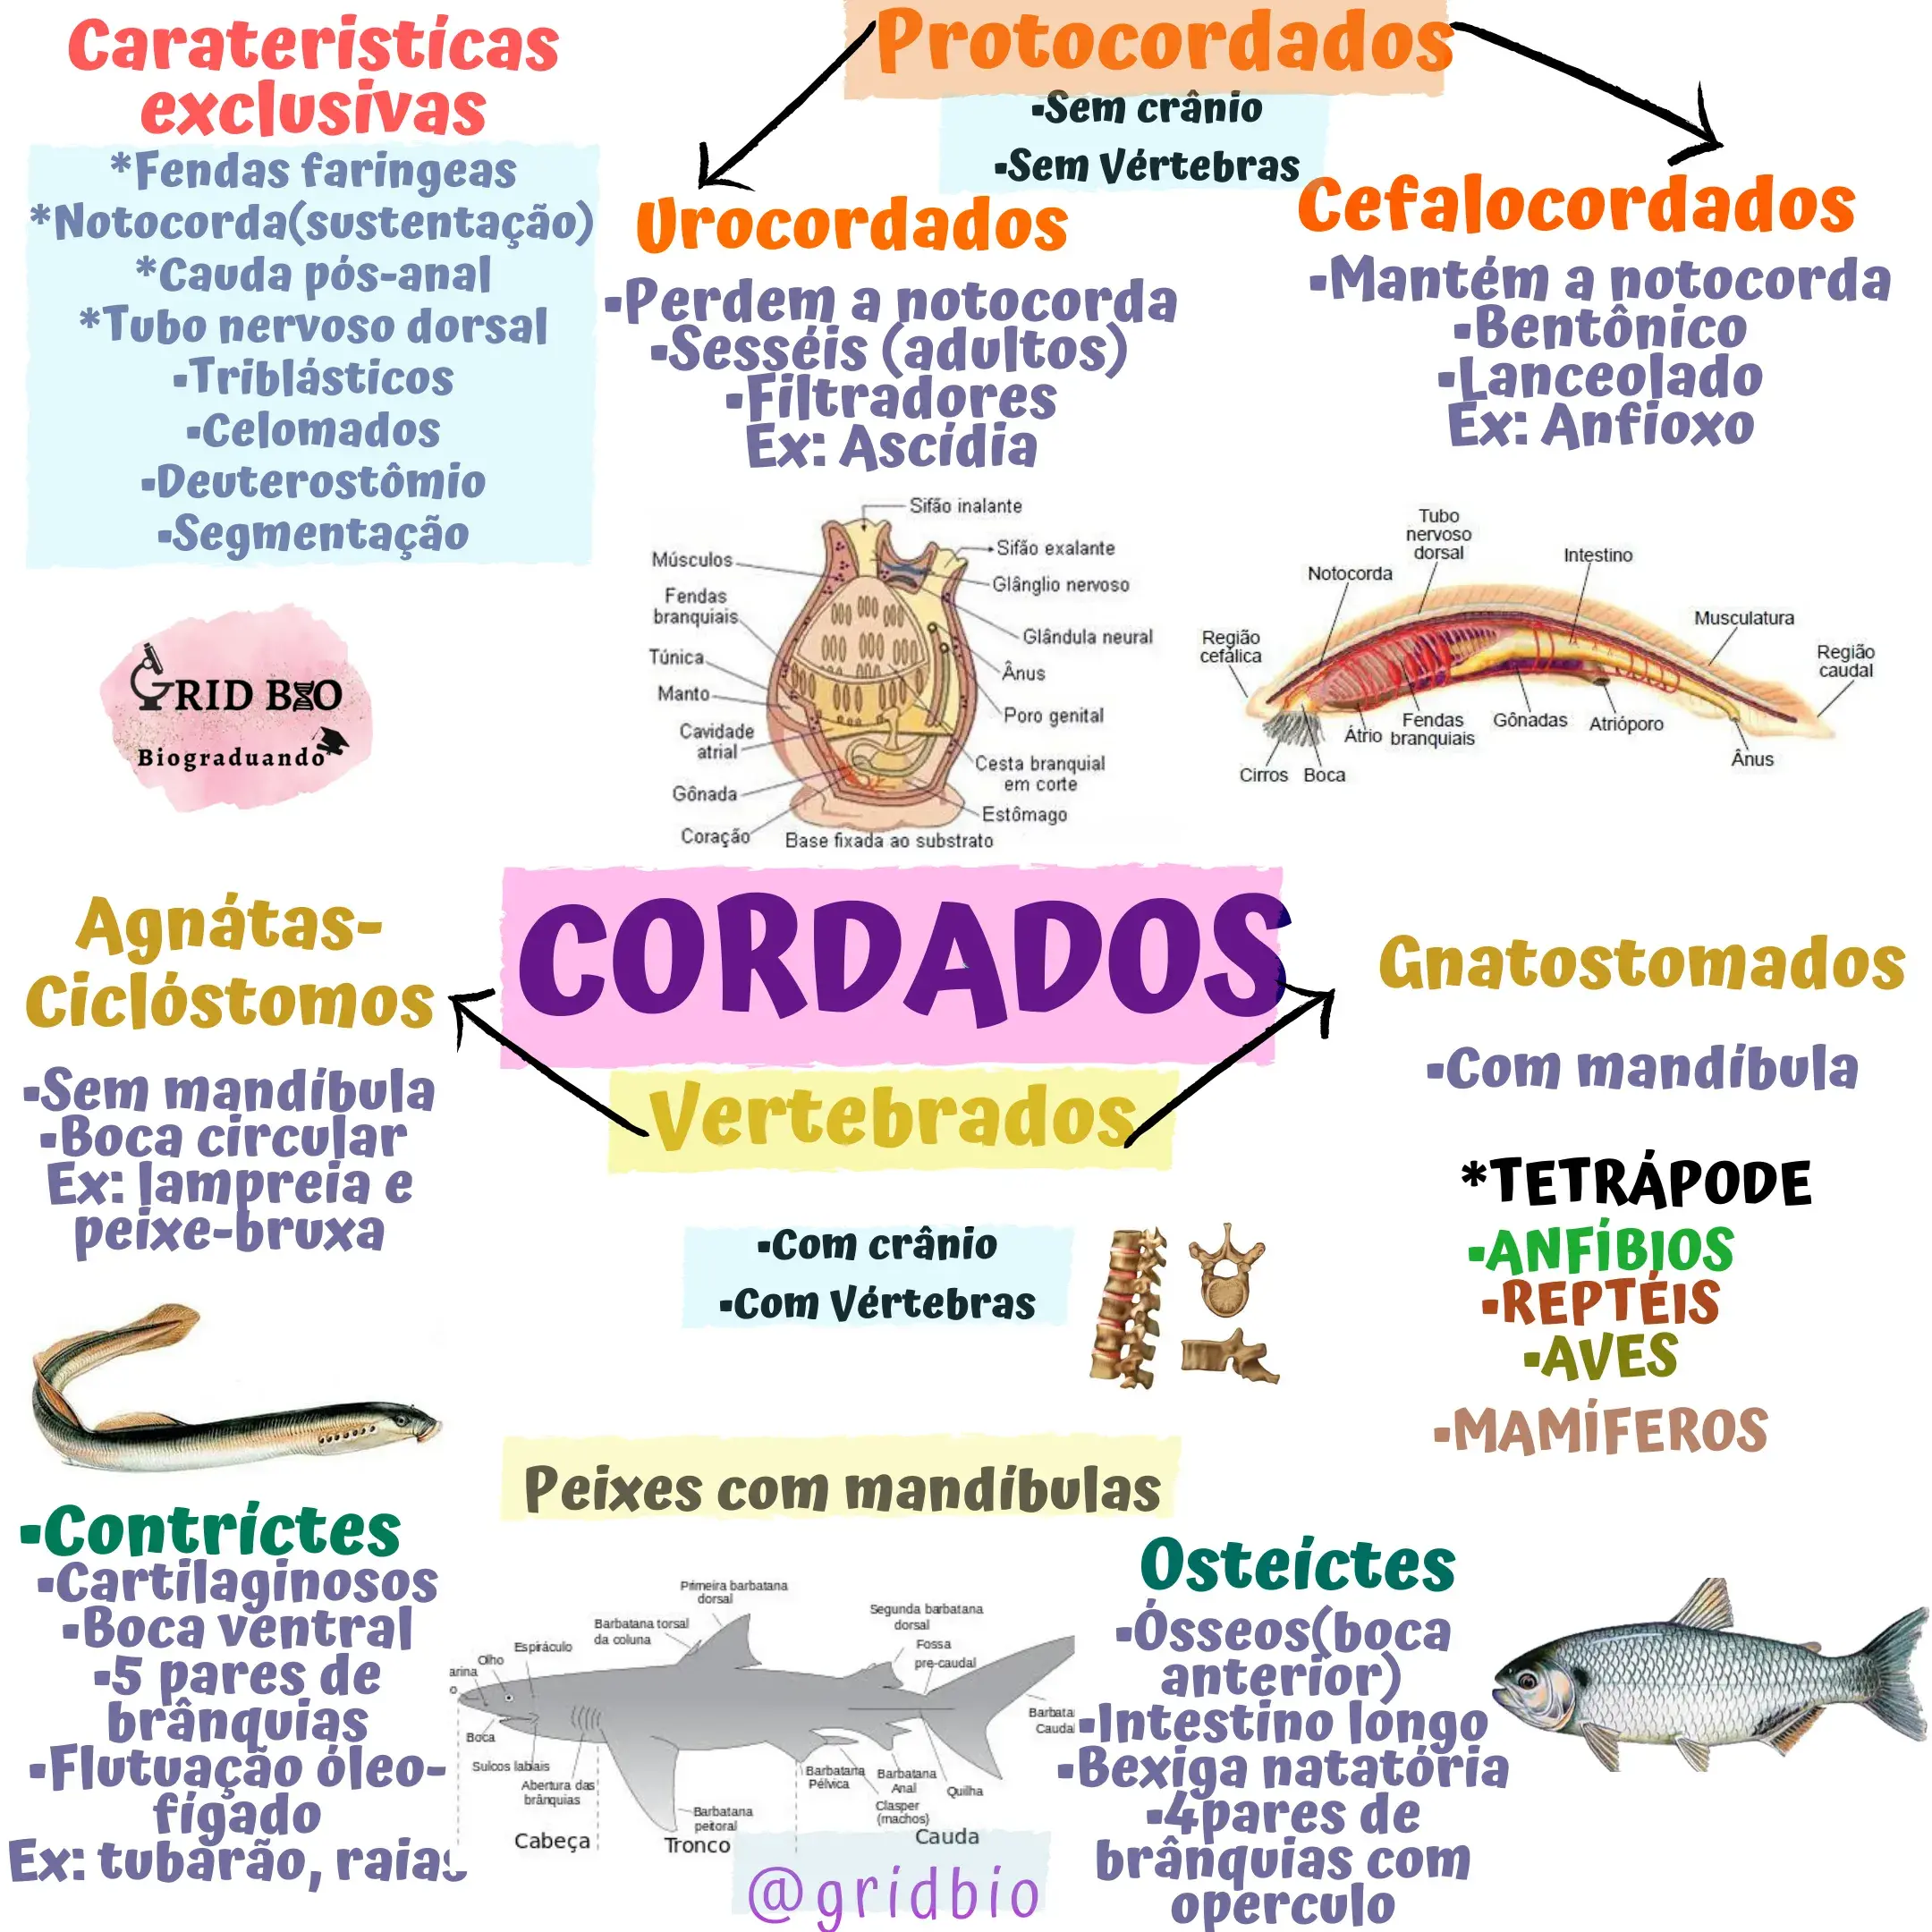 Carateristícas
exclusivas
*Fendas faringeas
*Notocorda(sustentação)
*Cauda pós-anal
*Tubo nervoso dorsal
-Triblásticos
-Celomados
-Deuterostômio
-Segmentação
GRID BIO
Biograduando
Protocordados
-Sem crânio
-Sem Vértebras
Urocordados
-Perdem a notocorda
-Sesséis (adultos)
-Filtradores
Ex: Ascídia
Cefalocordados
-Mantém a notocorda
-Bentônico
-Lanceolado
Ex: Anfioxo
Sifão inalante
Sifão exalante
Glânglio nervoso
Glândula neural
Ânus
Poro genital
Cesta branquial
em corte
Estômago
Músculos
Fendas
branquiais
Túnica
Manto
Cavidade
atrial
Gônada
Coração
Base fixada ao substrato
Tubo
nervoso
dorsal
Intestino
Notocorda
Musculatura
Região
cefálica
Região
caudal
Átrio
Fendas
branquiais
Gônadas
Atrióporo
Ânus
Cirros
Boca
CORDADOS
Vertebrados
-Com crânio
-Com Vértebras
Agnátas-
Ciclóstomos
-Sem mandíbula
-Boca circular
Ex: lampreia e
peixe-bruxa
Gnatostomados
-Com mandíbula
*TETRÁPODE
-ANFÍBIOS
-REPTÉIS
-AVES
-MAMÍFEROS
Peixes com mandíbulas
-Contríctes
-Cartilaginosos
-Boca ventral
-5 pares de
brânquias
-Flutuação óleo-
fígado
Ex: tubarão, raias
Primeira barbatana
dorsal
Barbatana torsal
da coluna
Espiráculo
Olho
arina
o
Boca
Sulcos labiais
Abertura das
brânquias
Segunda barbatana
dorsal
Fossa
pre-caudal
Barbata
Caudal
Barbatana
Pélvica
Barbatana
Anal
Quilha
Clasper
(machos)
Barbatana
peitoral
Cabeça
Tronco
Cauda
@gridbio
Osteíctes
-Ósseos(boca
anterior)
-Intestino longo
-Bexiga natatória
-4pares de
brânquias com
operculo